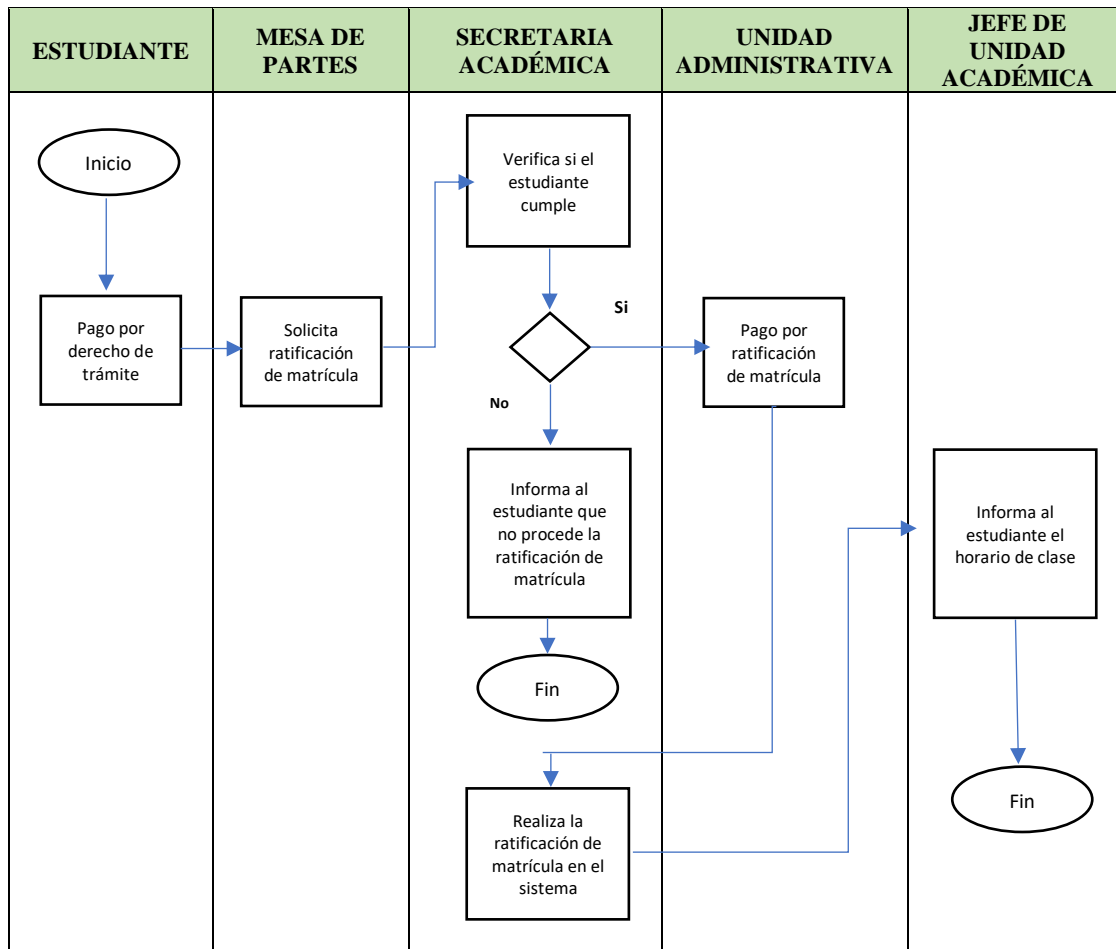 ESTUDIANTE
MESA DE
PARTES
SECRETARIA
ACADÉMICA
UNIDAD
ADMINISTRATIVA
JEFE DE
UNIDAD
ACADÉMICA
Inicio
Pago por
derecho de
trámite
Solicita
ratificación
de matrícula
Verifica si el
estudiante
cumple
Si
No
Pago por
ratificación
de matrícula
Informa al
estudiante que
no procede la
ratificación de
matrícula
Fin
Realiza la
ratificación de
matrícula en el
sistema
Informa al
estudiante el
horario de clase
Fin